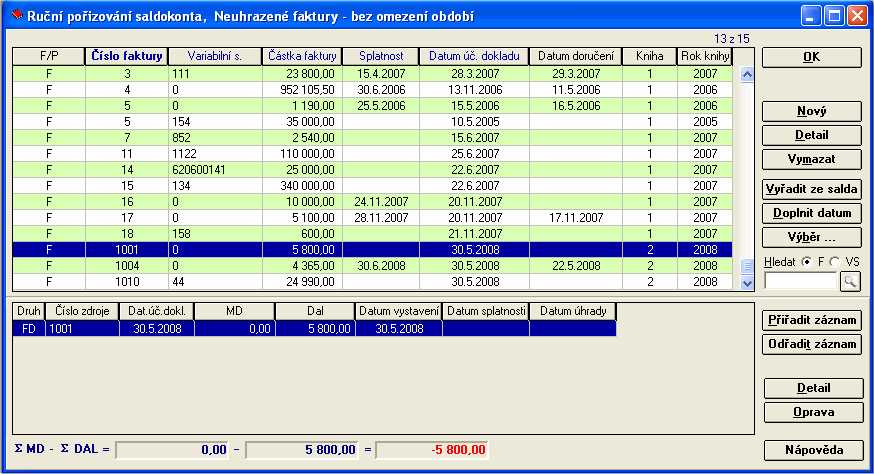 Ruční pořizování saldokonta, Neuhrazené faktury - bez omezení období
13 z 15
F/P Číslo faktury Variabilní s. Částka faktury Splatnost Datum úč. dokladu Datum doručení Kniha Rok knihy
F 3 111 23 800,00 15.4.2007 28.3.2007 29.3.2007 1 2007
F 4 0 952 105,50 30.6.2006 13.11.2006 11.5.2006 1 2006
F 5 0 1 190,00 25.5.2006 15.5.2006 16.5.2006 1 2006
F 5 154 35 000,00 10.5.2005 1 2005
F 7 852 2 540,00 15.6.2007 1 2007
F 11 1122 110 000,00 25.6.2007 1 2007
F 14 620600141 25 000,00 22.6.2007 1 2007
F 15 134 340 000,00 22.6.2007 1 2007
F 16 0 10 000,00 24.11.2007 20.11.2007 1 2007
F 17 0 5 100,00 28.11.2007 20.11.2007 17.11.2007 1 2007
F 18 158 600,00 21.11.2007 1 2007
F 1001 0 5 800,00 30.5.2008 2 2008
F 1004 0 4 365,00 30.6.2008 30.5.2008 22.5.2008 2 2008
F 1010 44 24 990,00 30.5.2008 2 2008
OK
Nový
Detail
Vymazat
Vyřadit ze salda
Doplnit datum
Výběr ...
Hledat F VS
Druh Číslo zdroje Dat.úč.dokl. MD Dal Datum vystavení Datum splatnosti Datum úhrady
FD 1001 30.5.2008 0,00 5 800,00 30.5.2008
Přiřadit záznam
Odřadit záznam
Detail
Oprava
Σ MD - Σ DAL = 0,00 - 5 800,00 = -5 800,00
Nápověda